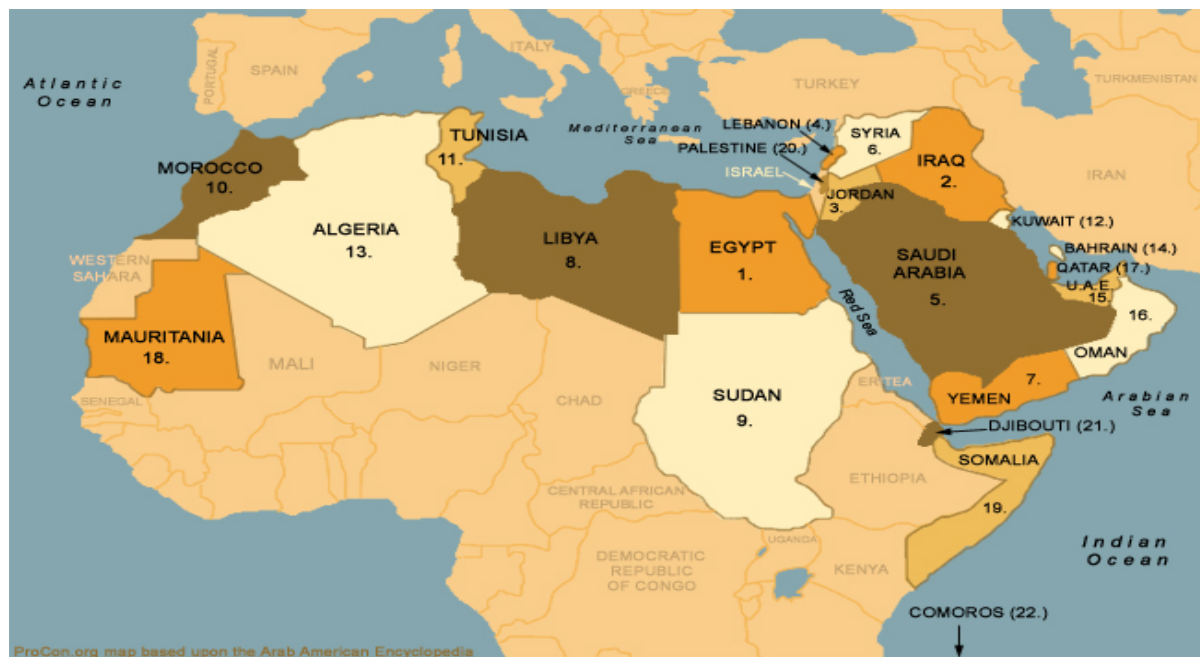 Atlantic
Ocean
PORTUGAL
SPAIN
ITALY
GREECE
TURKEY
TURKMENISTAN
Mediterranean
Sea
LEBANON (4.)
PALESTINE (20.)
ISRAEL
SYRIA
6.
IRAQ
2.
IRAN
JORDAN
3.
KUWAIT (12.)
BAHRAIN (14.)
QATAR (17.)
U.A.E.
15.
MOROCCO
10.
TUNISIA
11.
ALGERIA
13.
LIBYA
8.
EGYPT
1.
SAUDI
ARABIA
5.
Red Sea
16.
OMAN
WESTERN
SAHARA
MAURITANIA
18.
MALI
NIGER
CHAD
SUDAN
9.
ERITEA
YEMEN
7.
Arabian
Sea
SENEGAL
DJIBOUTI (21.)
SOMALIA
19.
ETHIOPIA
CENTRAL AFRICAN
REPUBLIC
UGANDA
KENYA
DEMOCRATIC
REPUBLIC
OF CONGO
Indian
Ocean
COMOROS (22.)
ProCon.org map based upon the Arab American Encyclopedia